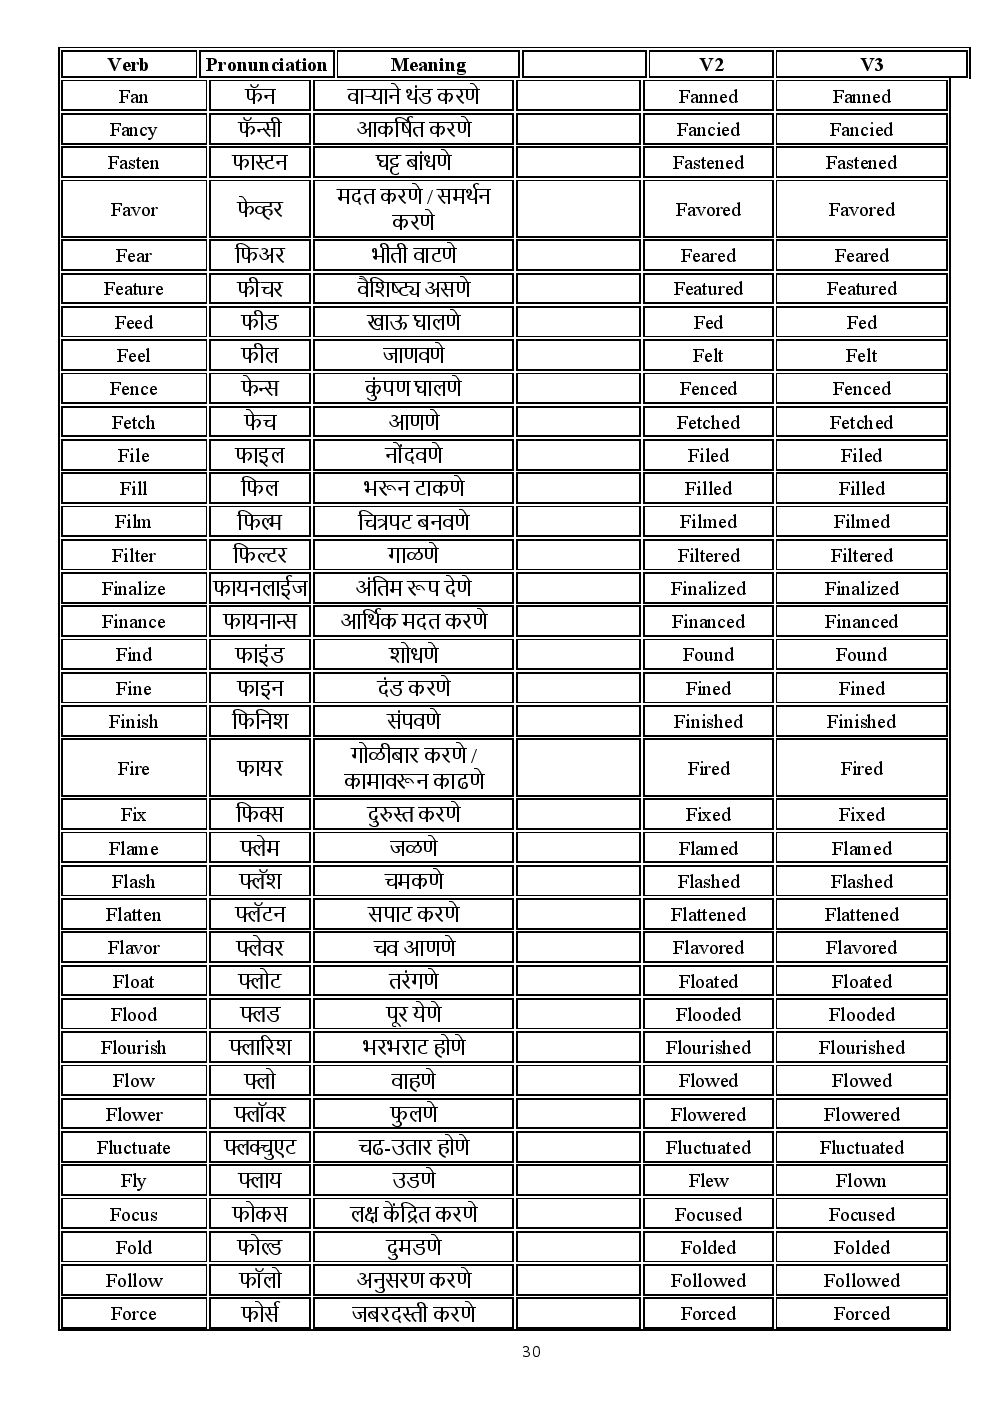 Verb Pronunciation Meaning V2 V3
Fan फॅन वाऱ्याने थंड करणे Fanned Fanned
Fancy फॅन्सी आकर्षित करणे Fancied Fancied
Fasten फास्टन घट्ट बांधणे Fastened Fastened
Favor फेव्हर मदत करणे / समर्थन करणे Favored Favored
Fear फिअर भीती वाटणे Feared Feared
Feature फीचर वैशिष्ट्य असणे Featured Featured
Feed फीड खाऊ घालणे Fed Fed
Feel फील जाणवणे Felt Felt
Fence फेन्स कुंपण घालणे Fenced Fenced
Fetch फेच आणणे Fetched Fetched
File फाइल नोंदवणे Filed Filed
Fill फिल भरून टाकणे Filled Filled
Film फिल्म चित्रपट बनवणे Filmed Filmed
Filter फिल्टर गाळणे Filtered Filtered
Finalize फायनलाईज अंतिम रूप देणे Finalized Finalized
Finance फायनान्स आर्थिक मदत करणे Financed Financed
Find फाइंड शोधणे Found Found
Fine फाइन दंड करणे Fined Fined
Finish फिनिश संपवणे Finished Finished
Fire फायर गोळीबार करणे / कामावरून काढणे Fired Fired
Fix फिक्स दुरुस्त करणे Fixed Fixed
Flame फ्लेम जळणे Flamed Flamed
Flash फ्लॅश चमकणे Flashed Flashed
Flatten फ्लॅटन सपाट करणे Flattened Flattened
Flavor फ्लेवर चव आणणे Flavored Flavored
Float फ्लोट तरंगणे Floated Floated
Flood फ्लड पूर येणे Flooded Flooded
Flourish फ्लारिश भरभराट होणे Flourished Flourished
Flow फ्लो वाहणे Flowed Flowed
Flower फ्लॉवर फुलणे Flowered Flowered
Fluctuate फ्लक्चुएट चढ-उतार होणे Fluctuated Fluctuated
Fly फ्लाय उडणे Flew Flown
Focus फोकस लक्ष केंद्रित करणे Focused Focused
Fold फोल्ड दुमडणे Folded Folded
Follow फॉलो अनुसरण करणे Followed Followed
Force फोर्स जबरदस्ती करणे Forced Forced
30